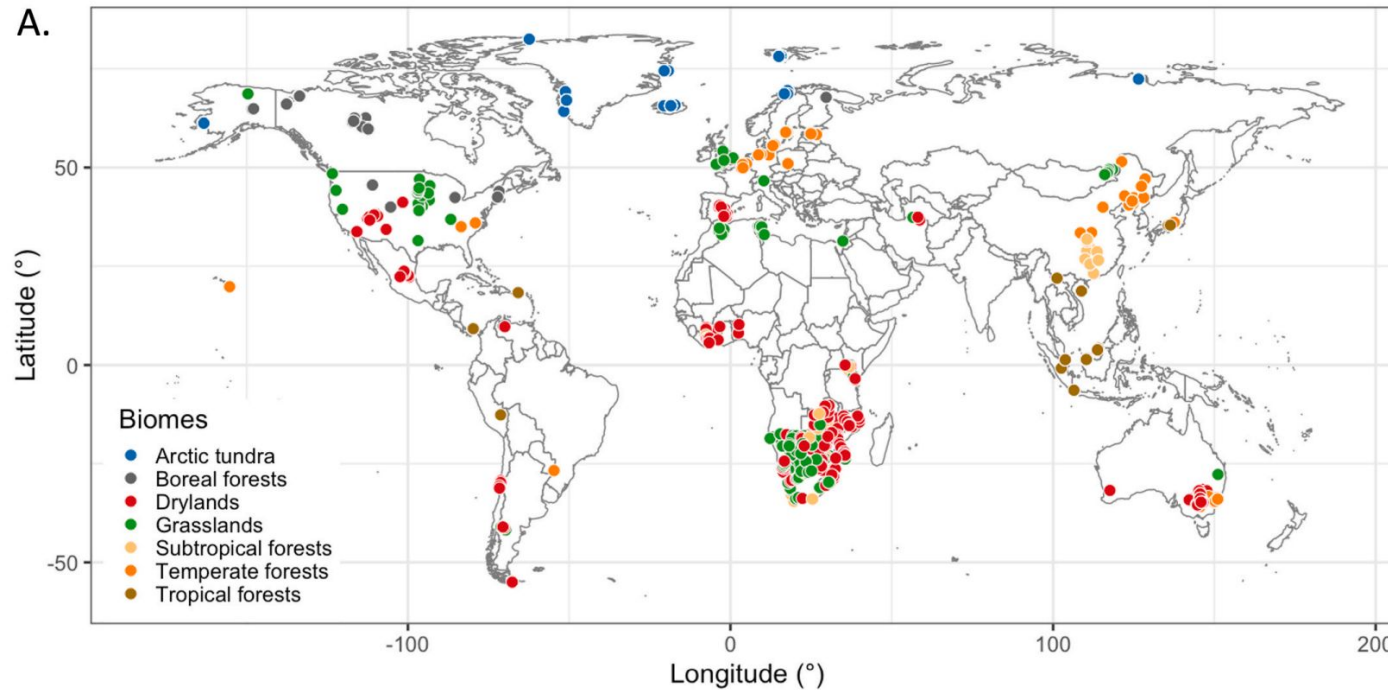 A.
50
0
-50
Latitude (°)
Biomes
Arctic tundra
Boreal forests
Drylands
Grasslands
Subtropical forests
Temperate forests
Tropical forests
-100
0
100
200
Longitude (°)